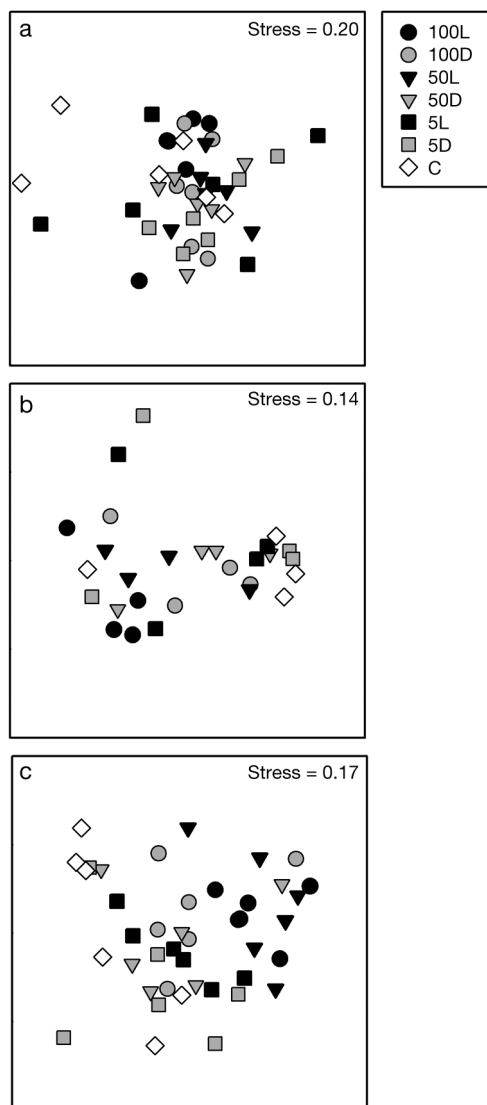 a
Stress = 0.20
100L
100D
50L
50D
5L
5D
C
b
Stress = 0.14
c
Stress = 0.17